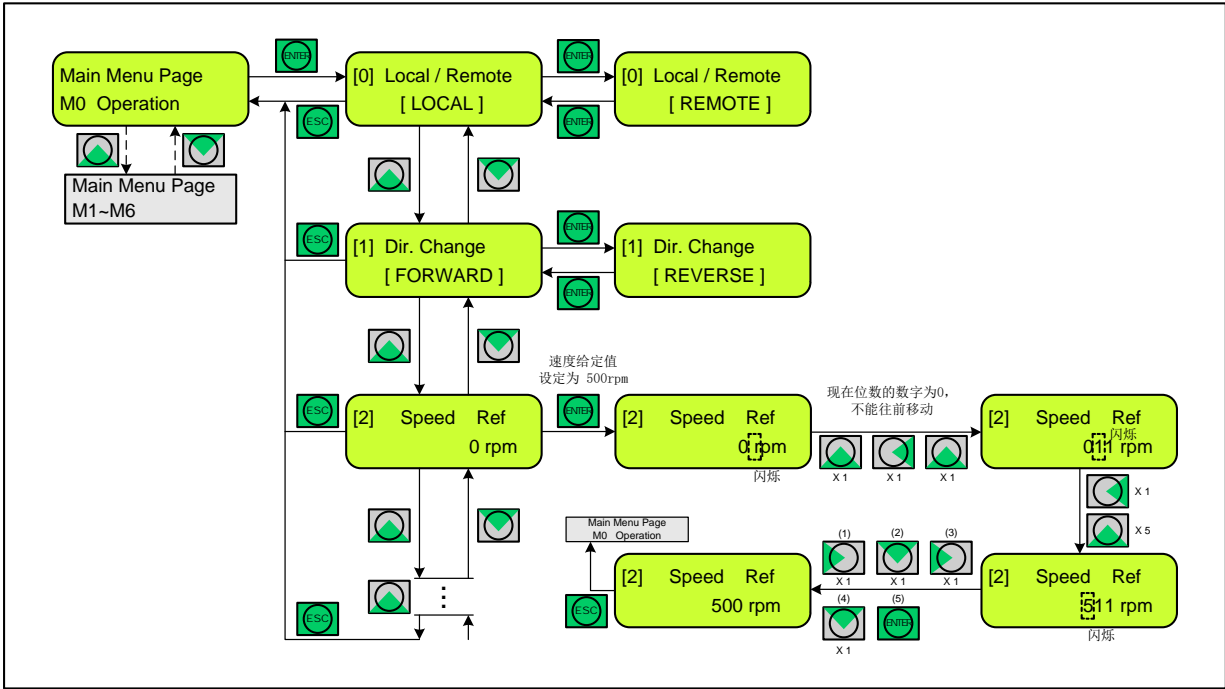 ENTER
ENTER
Main Menu Page
M0 Operation
[0] Local / Remote
[ LOCAL ]
[0] Local / Remote
[ REMOTE ]
ESC
ENTER
Main Menu Page
M1~M6
ESC
ENTER
[1] Dir. Change
[ FORWARD ]
[1] Dir. Change
[ REVERSE ]
ENTER
速度给定值
设定为 500rpm
现在位数的数字为0,
不能往前移动
ESC
ENTER
[2] Speed Ref
0 rpm
[2] Speed Ref
0 rpm
闪烁
X 1
X 1
X 1
[2] Speed Ref
闪烁
011 rpm
X 1
X 5
Main Menu Page
M0 Operation
(1)
(2)
(3)
X 1
X 1
X 1
[2] Speed Ref
500 rpm
[2] Speed Ref
511 rpm
闪烁
ESC
(4)
(5)
ENTER
X 1
⋮
ESC